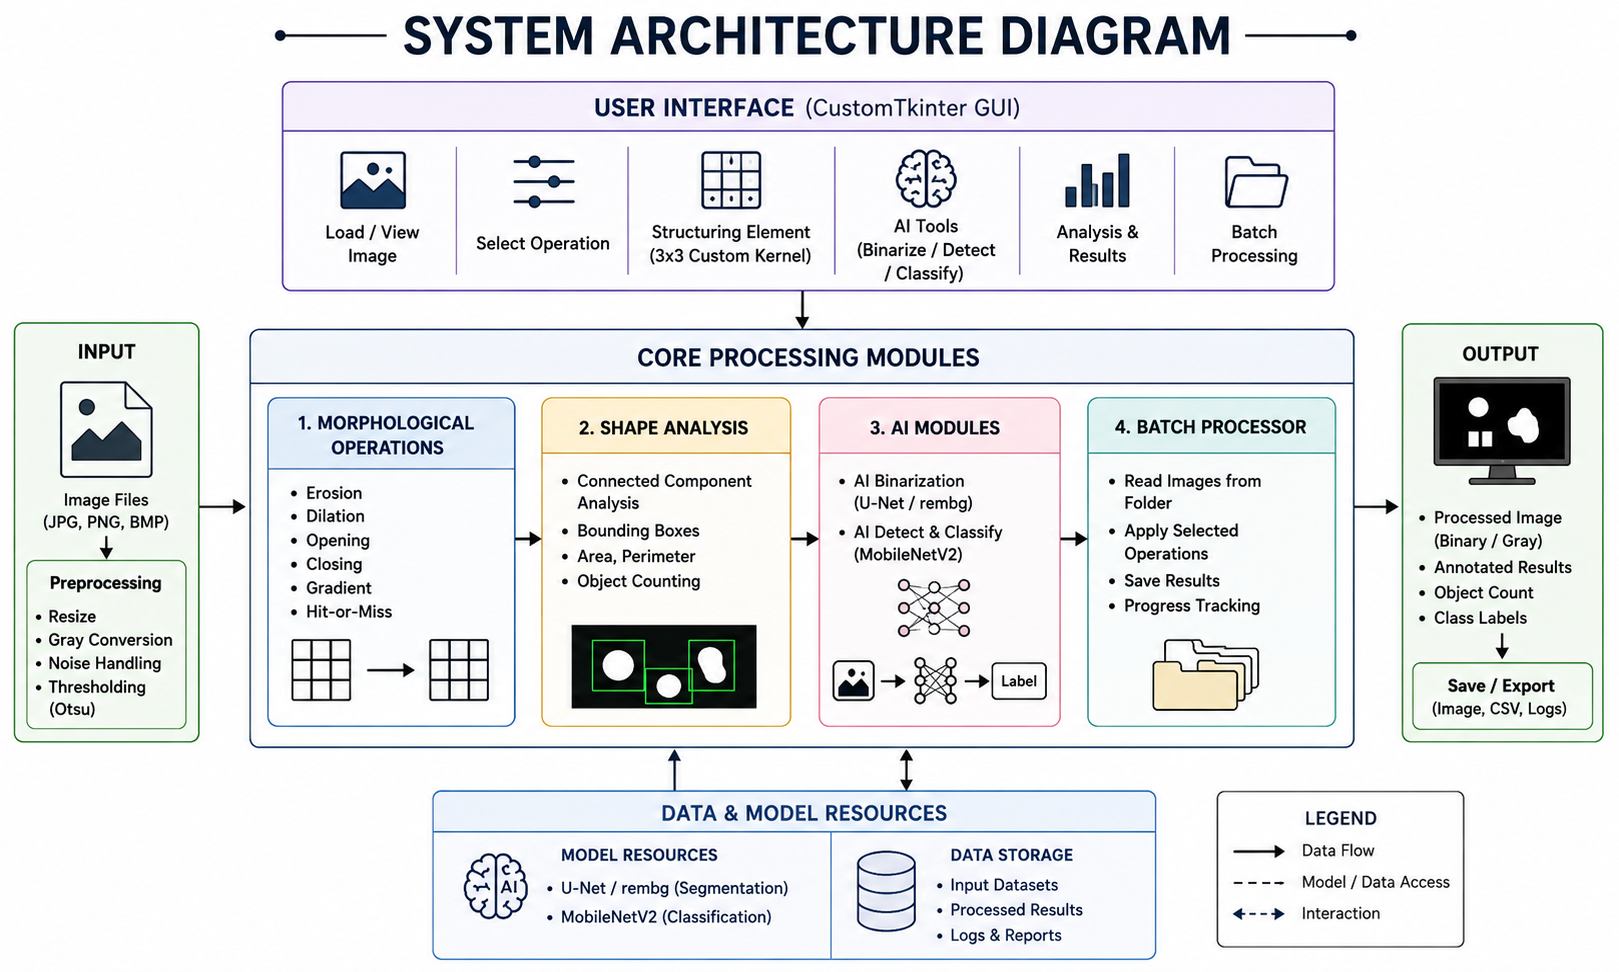 SYSTEM ARCHITECTURE DIAGRAM
USER INTERFACE (CustomTkinter GUI)
Load / View
Image
Select Operation
Structuring Element
(3x3 Custom Kernel)
AI Tools
(Binarize / Detect
/ Classify)
Analysis &
Results
Batch
Processing
INPUT
Image Files
(JPG, PNG, BMP)
Preprocessing
• Resize
• Gray Conversion
• Noise Handling
• Thresholding
(Otsu)
CORE PROCESSING MODULES
1. MORPHOLOGICAL
OPERATIONS
• Erosion
• Dilation
• Opening
• Closing
• Gradient
• Hit-or-Miss
2. SHAPE ANALYSIS
• Connected Component
Analysis
• Bounding Boxes
• Area, Perimeter
• Object Counting
3. AI MODULES
• AI Binarization
(U-Net / rembg)
• AI Detect & Classify
(MobileNetV2)
Label
4. BATCH PROCESSOR
• Read Images from
Folder
• Apply Selected
Operations
• Save Results
• Progress Tracking
OUTPUT
• Processed Image
(Binary / Gray)
• Annotated Results
• Object Count
• Class Labels
Save / Export
(Image, CSV, Logs)
DATA & MODEL RESOURCES
AI
MODEL RESOURCES
• U-Net / rembg (Segmentation)
• MobileNetV2 (Classification)
DATA STORAGE
• Input Datasets
• Processed Results
• Logs & Reports
LEGEND
Data Flow
Model / Data Access
Interaction